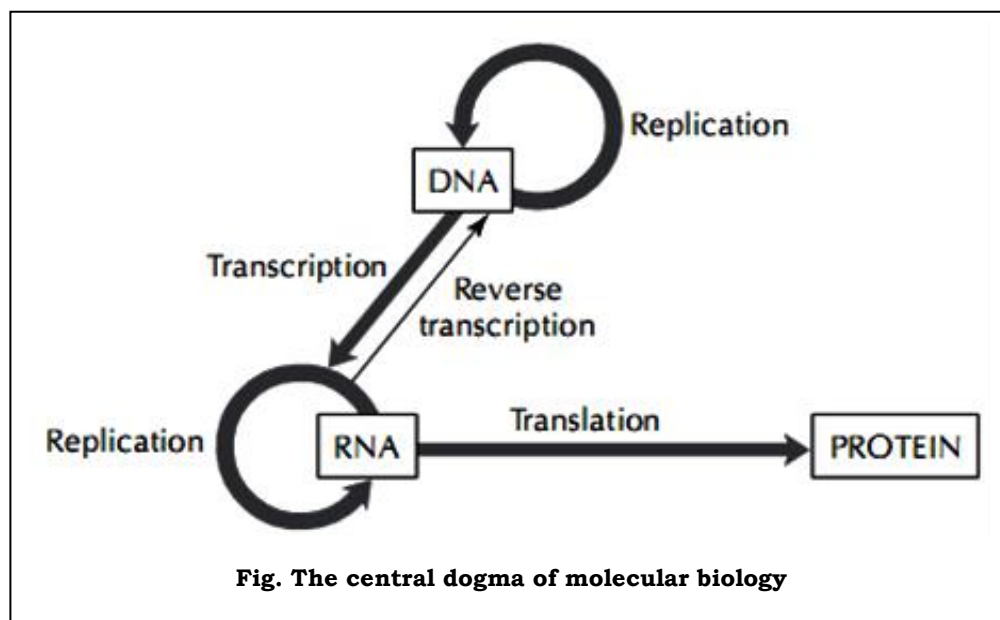 Replication
DNA
Transcription
Reverse
transcription
Replication
RNA
Translation
PROTEIN
Fig. The central dogma of molecular biology